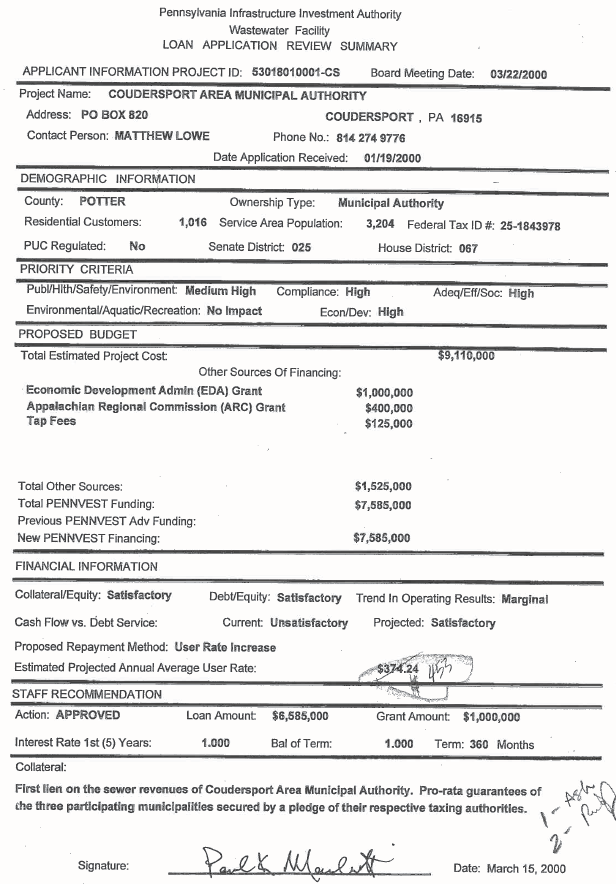 Pennsylvania Infrastructure Investment Authority
Wastewater Facility
LOAN APPLICATION REVIEW SUMMARY
APPLICANT INFORMATION PROJECT ID: 53018010001-CS Board Meeting Date: 03/22/2000
Project Name: COUDERSPORT AREA MUNICIPAL AUTHORITY
Address: PO BOX 820 COUDERSPORT , PA 16915
Contact Person: MATTHEW LOWE Phone No.: 814 274 9776
Date Application Received: 01/19/2000
DEMOGRAPHIC INFORMATION
County: POTTER Ownership Type: Municipal Authority
Residential Customers: 1,016 Service Area Population: 3,204 Federal Tax ID #: 25-1843978
PUC Regulated: No Senate District: 025 House District: 067
PRIORITY CRITERIA
Publ/Hlth/Safety/Environment: Medium High Compliance: High Adeq/Eff/Soc: High
Environmental/Aquatic/Recreation: No Impact Econ/Dev: High
PROPOSED BUDGET
Total Estimated Project Cost: $9,110,000
Other Sources Of Financing:
Economic Development Admin (EDA) Grant $1,000,000
Appalachian Regional Commission (ARC) Grant $400,000
Tap Fees $125,000
Total Other Sources: $1,525,000
Total PENNVEST Funding: $7,585,000
Previous PENNVEST Adv Funding:
New PENNVEST Financing: $7,585,000
FINANCIAL INFORMATION
Collateral/Equity: Satisfactory Debt/Equity: Satisfactory Trend In Operating Results: Marginal
Cash Flow vs. Debt Service: Current: Unsatisfactory Projected: Satisfactory
Proposed Repayment Method: User Rate Increase
Estimated Projected Annual Average User Rate: $374.24 455
STAFF RECOMMENDATION
Action: APPROVED Loan Amount: $6,585,000 Grant Amount: $1,000,000
Interest Rate 1st (5) Years: 1.000 Bal of Term: 1.000 Term: 360 Months
Collateral:
First lien on the sewer revenues of Coudersport Area Municipal Authority. Pro-rata guarantees of
the three participating municipalities secured by a pledge of their respective taxing authorities.
1 - Ash
2 -
Signature: Date: March 15, 2000